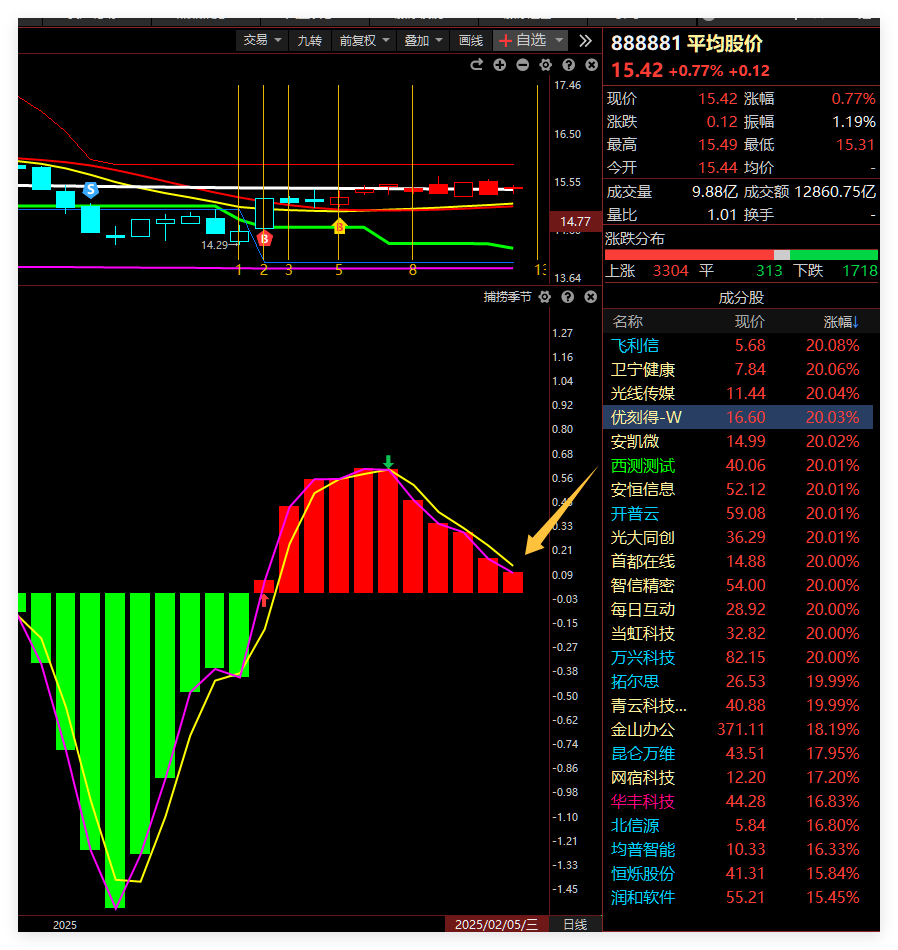 交易 九转 前复权 叠加 画线 +自选
17.46
16.50
15.55
14.77
13.64
S
B
B
14.29
1 2 3 5 8
捕捞季节
1.27
1.16
1.04
0.92
0.80
0.68
0.56
0.33
0.21
0.09
-0.03
-0.15
-0.27
-0.38
-0.50
-0.62
-0.74
-0.86
-0.98
-1.10
-1.21
-1.33
-1.45
2025 2025/02/05/三 日线
888881 平均股价
15.42 +0.77% +0.12
现价 15.42 涨幅 0.77%
涨跌 0.12 振幅 1.19%
最高 15.49 最低 15.31
今开 15.44 均价 -
成交量 9.88亿 成交额 12860.75亿
量比 1.01 换手 -
涨跌分布
上涨 3304 平 313 下跌 1718
成分股
名称 现价 涨幅↓
飞利信 5.68 20.08%
卫宁健康 7.84 20.06%
光线传媒 11.44 20.04%
优刻得-W 16.60 20.03%
安凯微 14.99 20.02%
西测测试 40.06 20.01%
安恒信息 52.12 20.01%
开普云 59.08 20.01%
光大同创 36.29 20.01%
首都在线 14.88 20.00%
智信精密 54.00 20.00%
每日互动 28.92 20.00%
当虹科技 32.82 20.00%
万兴科技 82.15 20.00%
拓尔思 26.53 19.99%
青云科技... 40.88 19.99%
金山办公 371.11 18.19%
昆仑万维 43.51 17.95%
网宿科技 12.20 17.20%
华丰科技 44.28 16.83%
北信源 5.84 16.80%
均普智能 10.33 16.33%
恒烁股份 41.31 15.84%
润和软件 55.21 15.45%